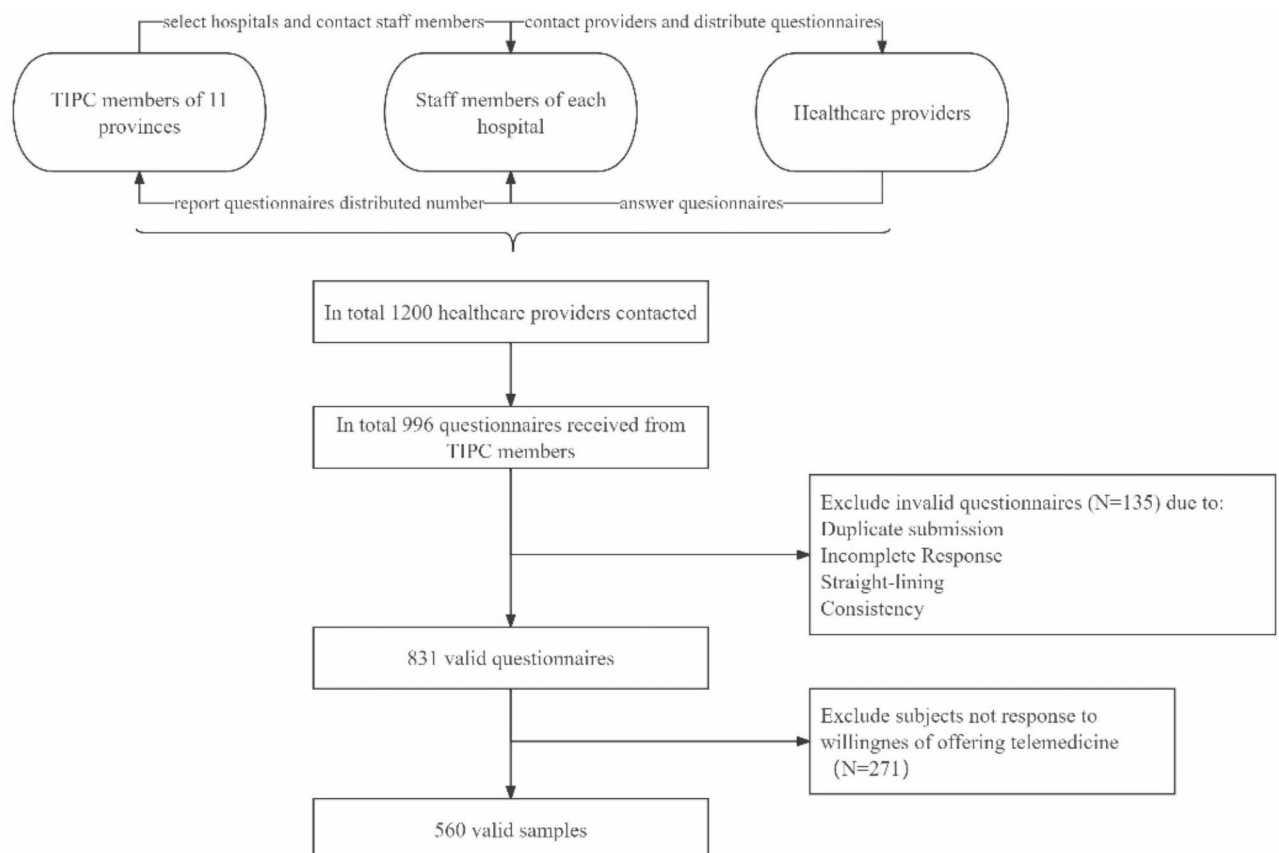 select hospitals and contact staff members
contact providers and distribute questionnaires
TIPC members of 11
provinces
Staff members of each
hospital
Healthcare providers
report questionnaires distributed number
answer quesionnaires
In total 1200 healthcare providers contacted
In total 996 questionnaires received from
TIPC members
Exclude invalid questionnaires (N=135) due to:
Duplicate submission
Incomplete Response
Straight-lining
Consistency
831 valid questionnaires
Exclude subjects not response to
willingnes of offering telemedicine
(N=271)
560 valid samples